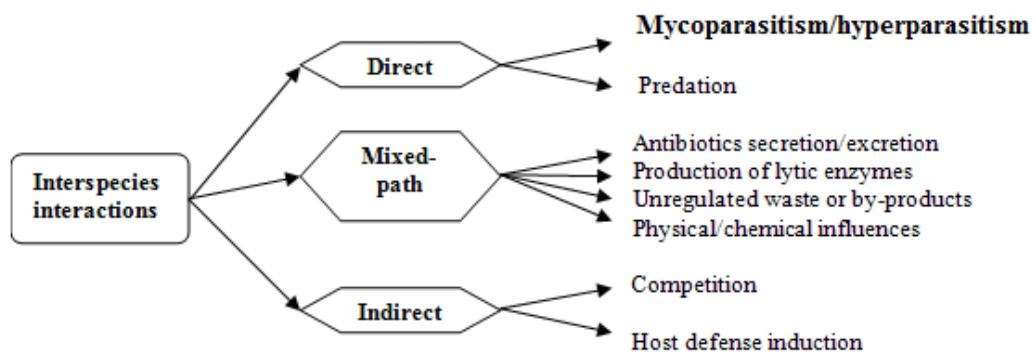 Interspecies
interactions
Direct
Mycoparasitism/hyperparasitism
Predation
Mixed-
path
Antibiotics secretion/excretion
Production of lytic enzymes
Unregulated waste or by-products
Physical/chemical influences
Indirect
Competition
Host defense induction